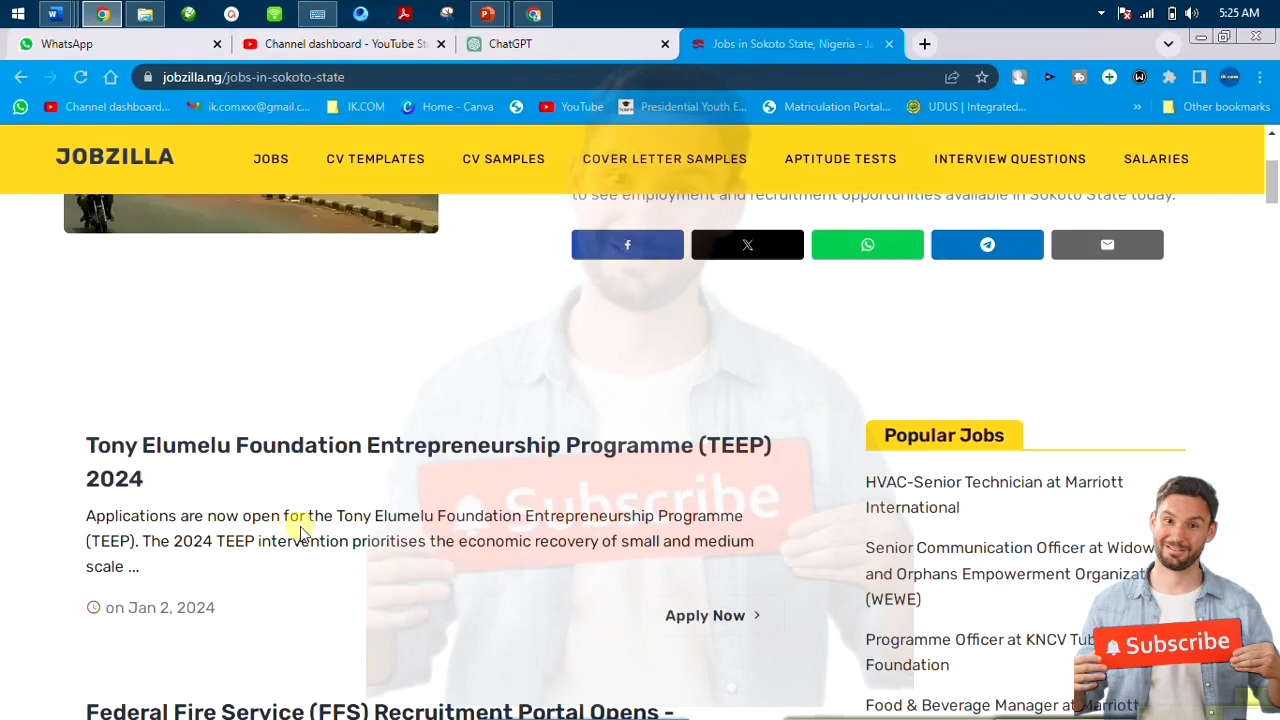 5:25 AM
WhatsApp
Channel dashboard - YouTube St
ChatGPT
Jobs in Sokoto State, Nigeria - Jo
jobzilla.ng/jobs-in-sokoto-state
Channel dashboard...
ik.comxxx@gmail.c...
IK.COM
Home - Canva
YouTube
Presidential Youth E...
Matriculation Portal...
UDUS | Integrated...
»
Other bookmarks
JOBZILLA
JOBS
CV TEMPLATES
CV SAMPLES
COVER LETTER SAMPLES
APTITUDE TESTS
INTERVIEW QUESTIONS
SALARIES
to see employment and recruitment opportunities available in Sokoto State today.
Tony Elumelu Foundation Entrepreneurship Programme (TEEP)
2024
Applications are now open for the Tony Elumelu Foundation Entrepreneurship Programme
(TEEP). The 2024 TEEP intervention prioritises the economic recovery of small and medium
scale ...
on Jan 2, 2024
Apply Now
Subscribe
Federal Fire Service (FFS) Recruitment Portal Opens -
Popular Jobs
HVAC-Senior Technician at Marriott
International
Senior Communication Officer at Widow
and Orphans Empowerment Organizat
(WEWE)
Programme Officer at KNCV Tub
Foundation
Food & Beverage Manager at Marriott
Subscribe